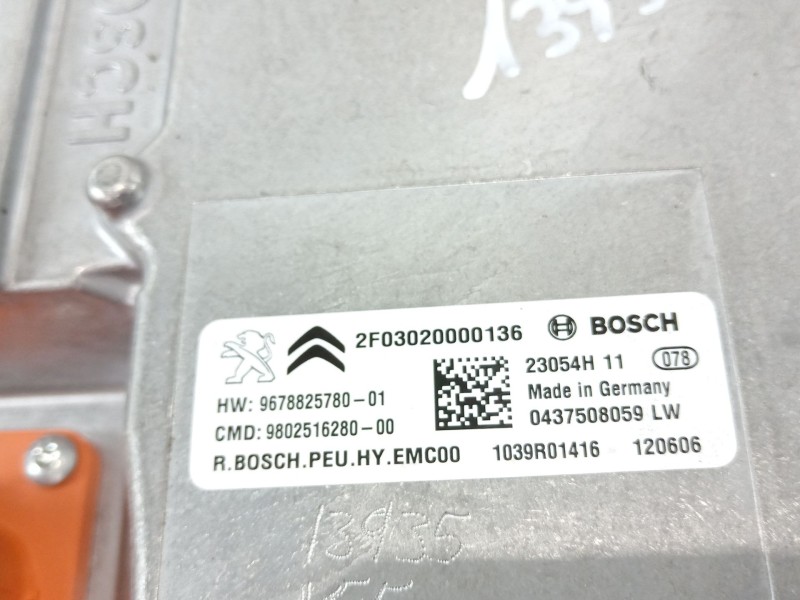 BOSCH
2F03020000136 BOSCH
23054H 11 078
HW: 9678825780-01 Made in Germany
CMD: 9802516280-00 0437508059 LW
R.BOSCH.PEU.HY.EMC00 1039R01416 120606
13935